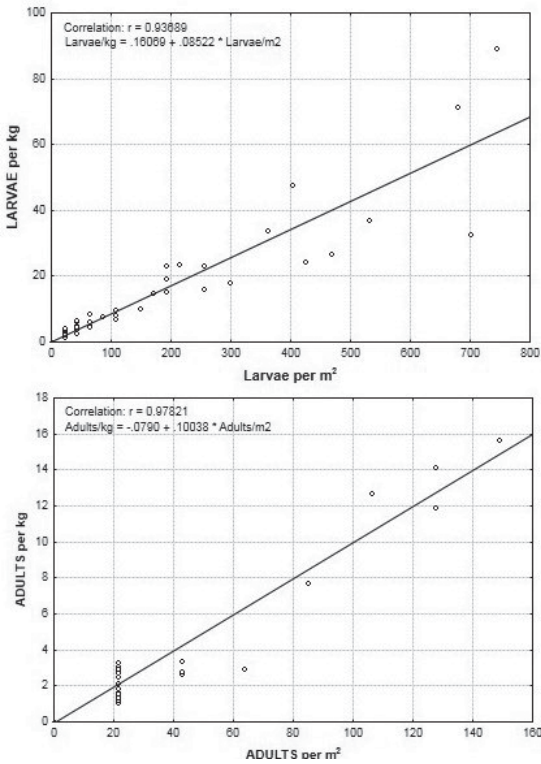 100
Correlation: r = 0.93689
Larvae/kg = .16069 + .08522 * Larvae/m2
80
60
40
20
0
LARVAE per kg
0 100 200 300 400 500 600 700 800
Larvae per m²
18
Correlation: r = 0.97821
Adults/kg = -.0790 + .10038 * Adults/m2
16
14
12
10
8
6
4
2
0
ADULTS per kg
0 20 40 60 80 100 120 140 160
ADULTS per m²